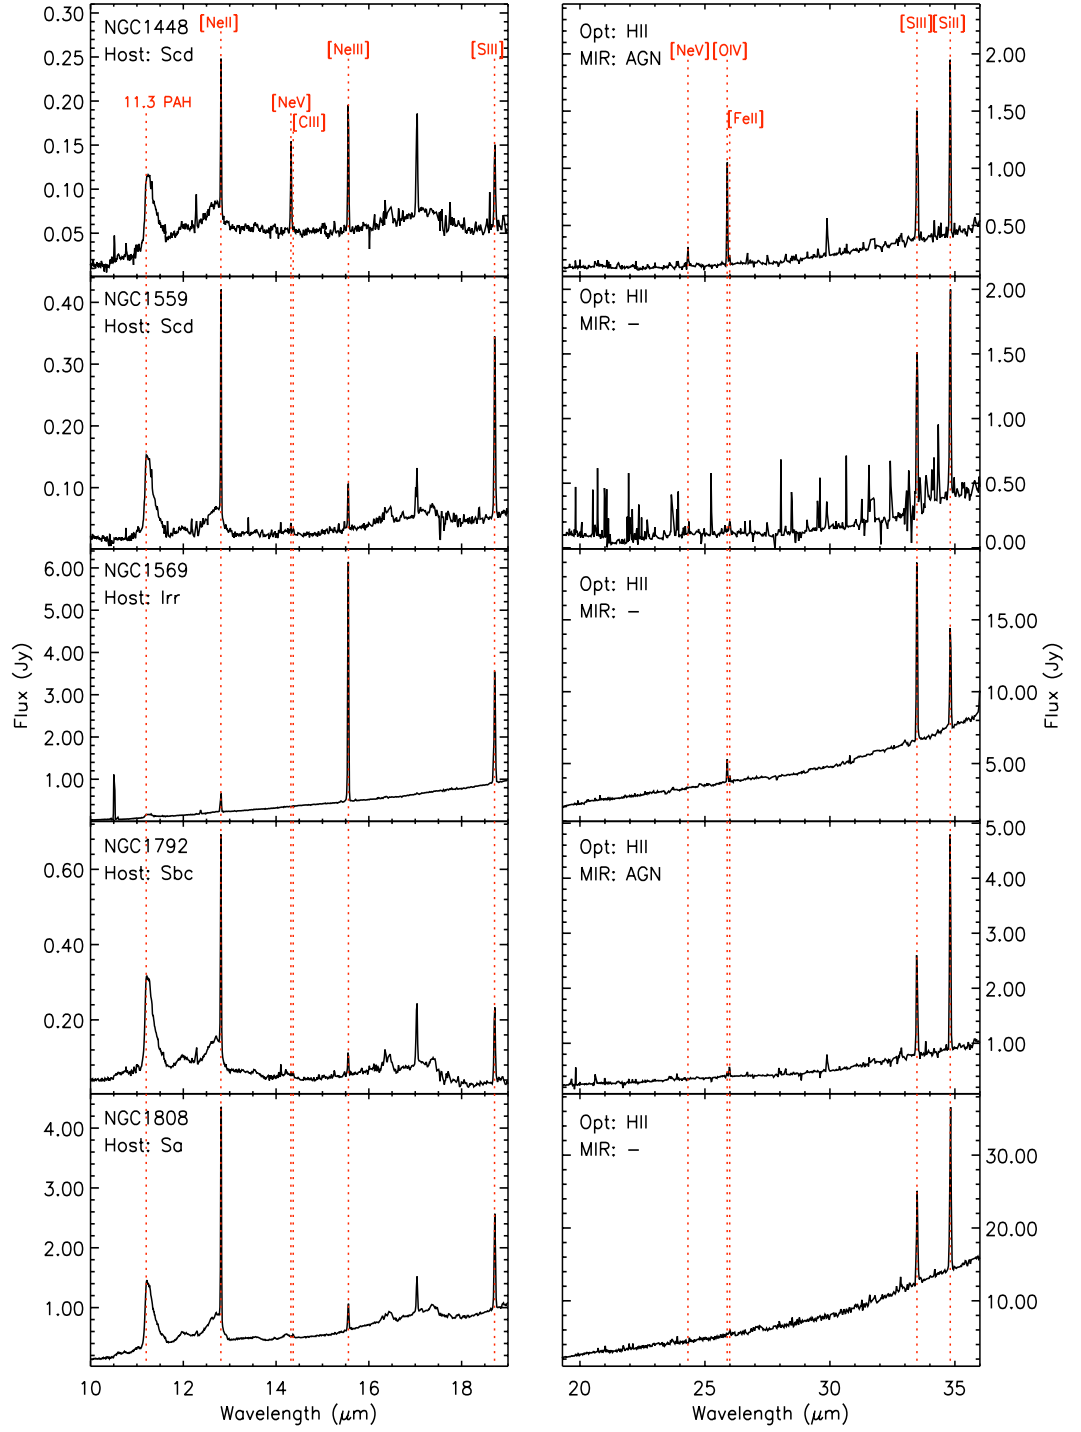 [NeII]
NGC1448
Host: Scd
11.3 PAH
[NeV]
[CIII]
[NeIII]
[SIII]
0.30
0.25
0.20
0.15
0.10
0.05
Opt: HII
MIR: AGN
[NeV]
[OIV]
[FeII]
[SIII]
[SiII]
2.00
1.50
1.00
0.50
NGC1559
Host: Scd
0.40
0.30
0.20
0.10
Opt: HII
MIR: –
2.00
1.50
1.00
0.50
0.00
NGC1569
Host: Irr
6.00
5.00
4.00
3.00
2.00
1.00
Flux (Jy)
Opt: HII
MIR: –
15.00
10.00
5.00
Flux (Jy)
NGC1792
Host: Sbc
0.60
0.40
0.20
Opt: HII
MIR: AGN
5.00
4.00
3.00
2.00
1.00
NGC1808
Host: Sa
4.00
3.00
2.00
1.00
Opt: HII
MIR: –
30.00
20.00
10.00
10 12 14 16 18
Wavelength (μm)
20 25 30 35
Wavelength (μm)